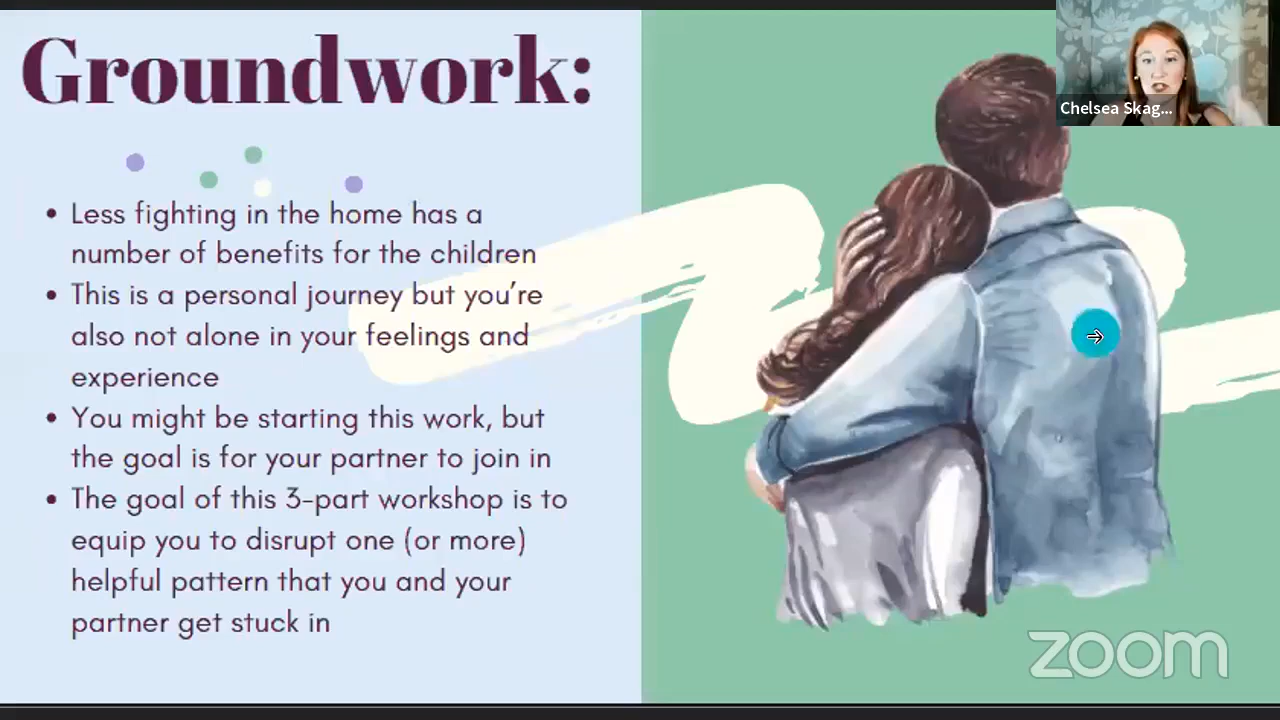 Groundwork:
• Less fighting in the home has a
number of benefits for the children
• This is a personal journey but you're
also not alone in your feelings and
experience
• You might be starting this work, but
the goal is for your partner to join in
• The goal of this 3-part workshop is to
equip you to disrupt one (or more)
helpful pattern that you and your
partner get stuck in
Chelsea Skag...
zoom